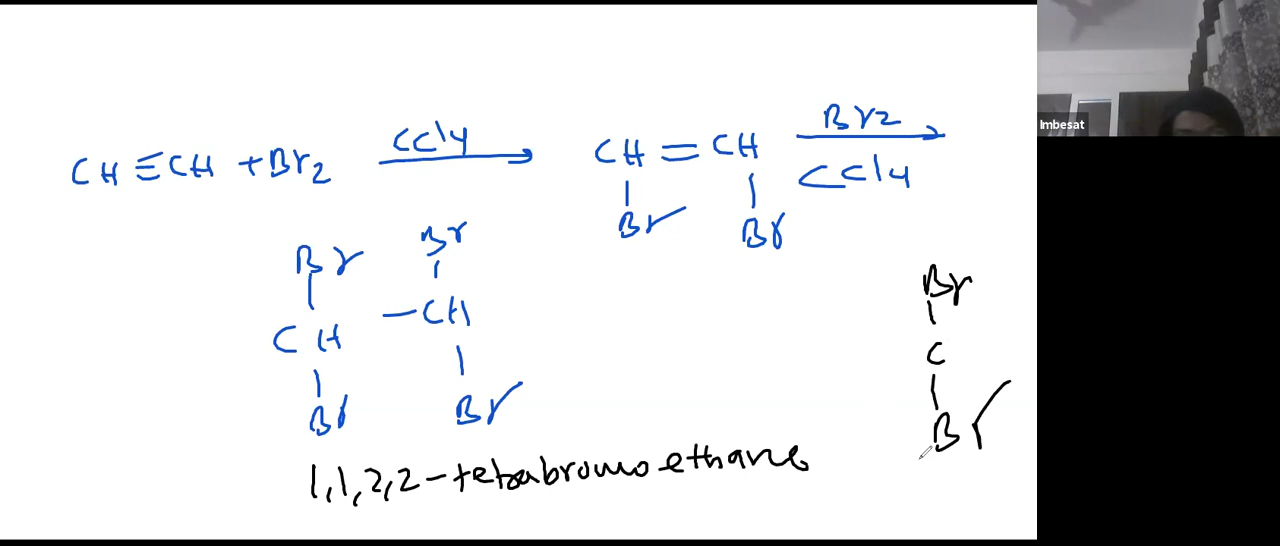 CH≡CH + Br2 CCl4 → CH = CH Br2 CCl4 →
Br Br
Br Br
CH - CH
Br Br
1,1,2,2-tetrabromoethane
Br
C
Br
Imbesat